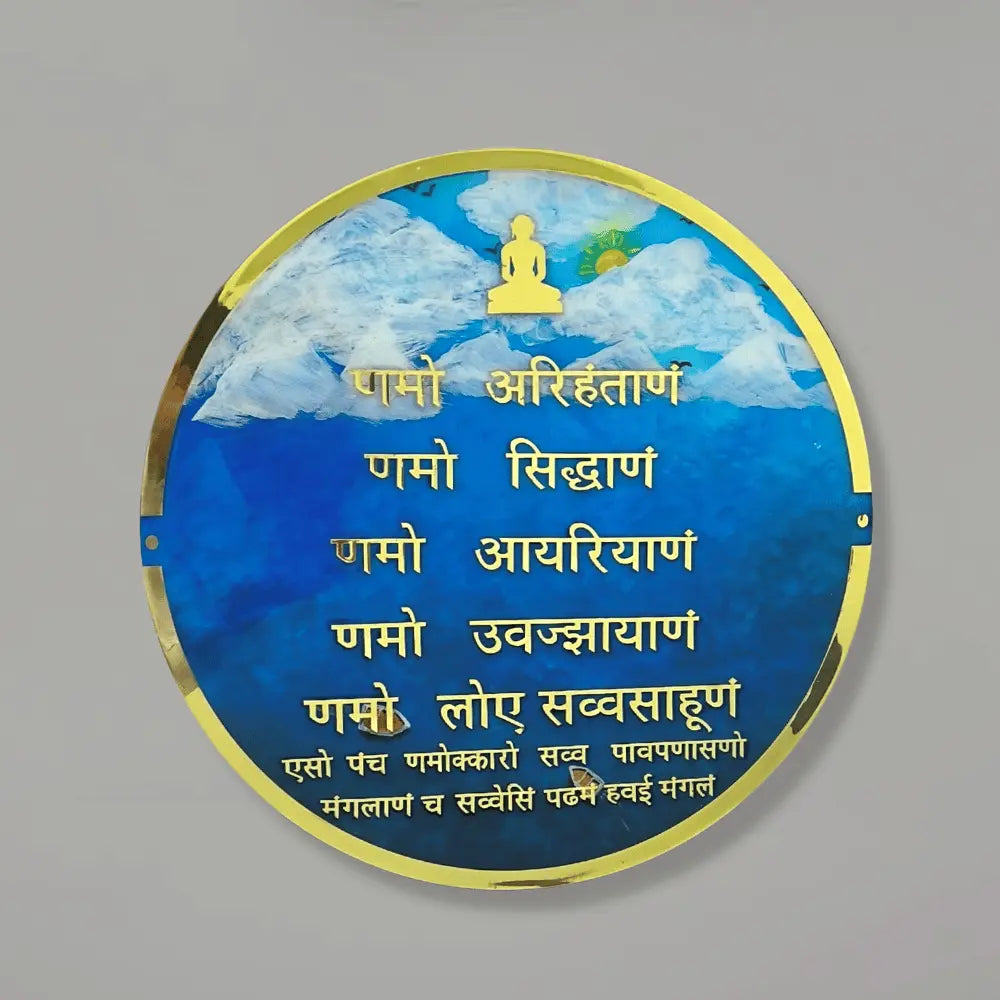 णमो अरिहंताणं
णमो सिद्धाणं
णमो आयरियाणं
णमो उवज्झायाणं
णमो लोए सव्वसाहूणं
एसो पंच णमोक्कारो सव्व पावपणासणो
मंगलाणं च सव्वेसिं पढमं हवई मंगलं